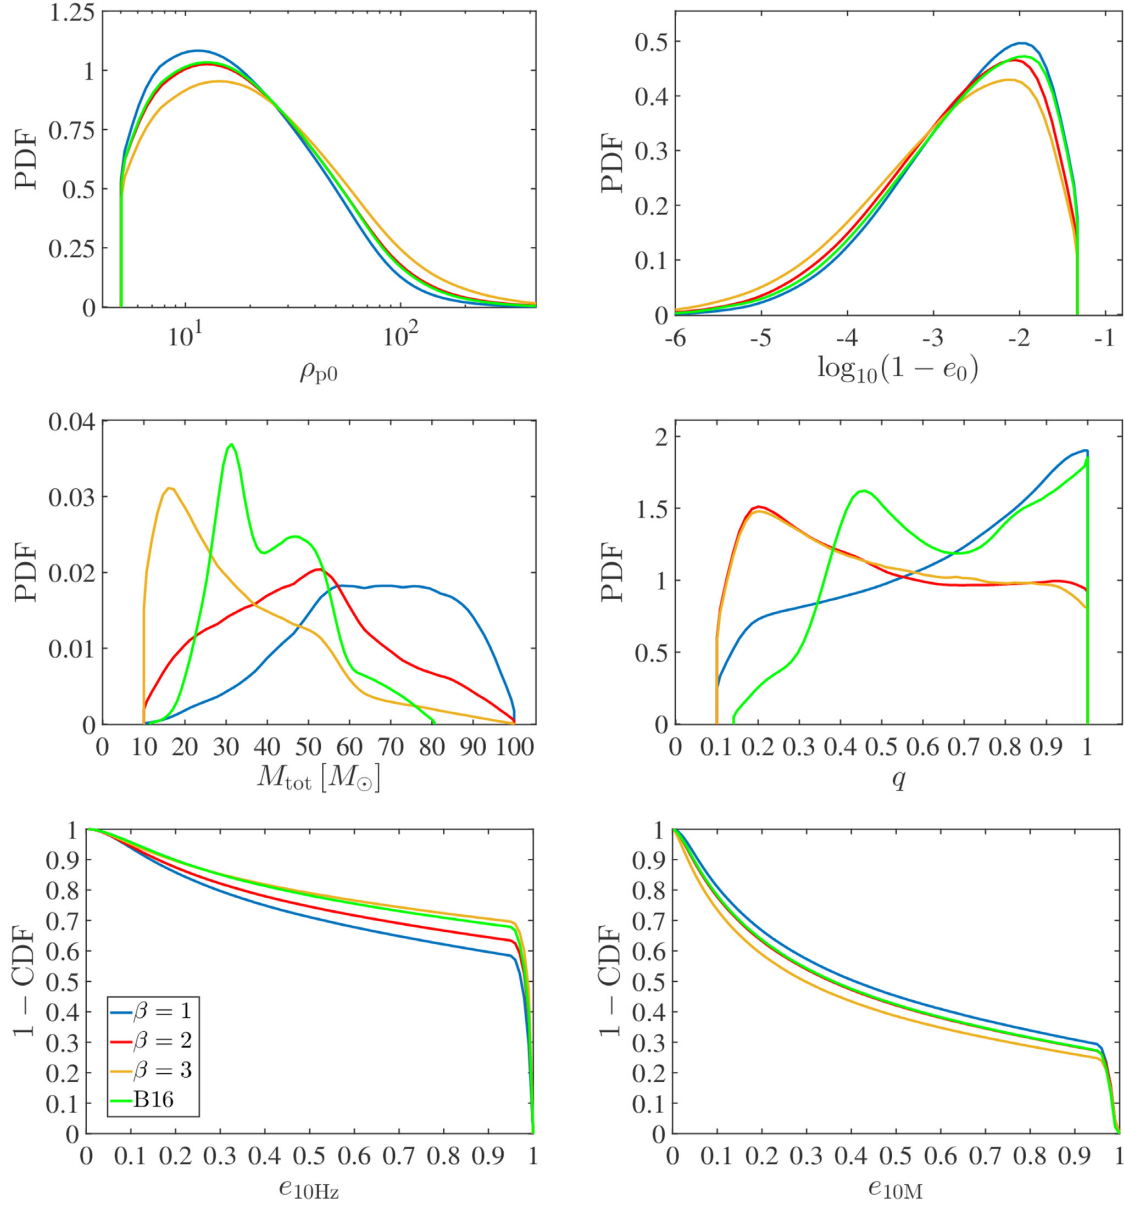 1.25
1
0.75
0.5
0.25
0
PDF
10¹ 10²
ρp0
0.5
0.4
0.3
0.2
0.1
0
PDF
-6 -5 -4 -3 -2 -1
log₁₀(1 − e₀)
0.04
0.03
0.02
0.01
0
PDF
0 10 20 30 40 50 60 70 80 90 100
Mtot [M⊙]
2
1.5
1
0.5
0
PDF
0 0.1 0.2 0.3 0.4 0.5 0.6 0.7 0.8 0.9 1
q
1
0.9
0.8
0.7
0.6
0.5
0.4
0.3
0.2
0.1
0
1 − CDF
β = 1
β = 2
β = 3
B16
0 0.1 0.2 0.3 0.4 0.5 0.6 0.7 0.8 0.9 1
e10Hz
1
0.9
0.8
0.7
0.6
0.5
0.4
0.3
0.2
0.1
0
1 − CDF
0 0.1 0.2 0.3 0.4 0.5 0.6 0.7 0.8 0.9 1
e10M